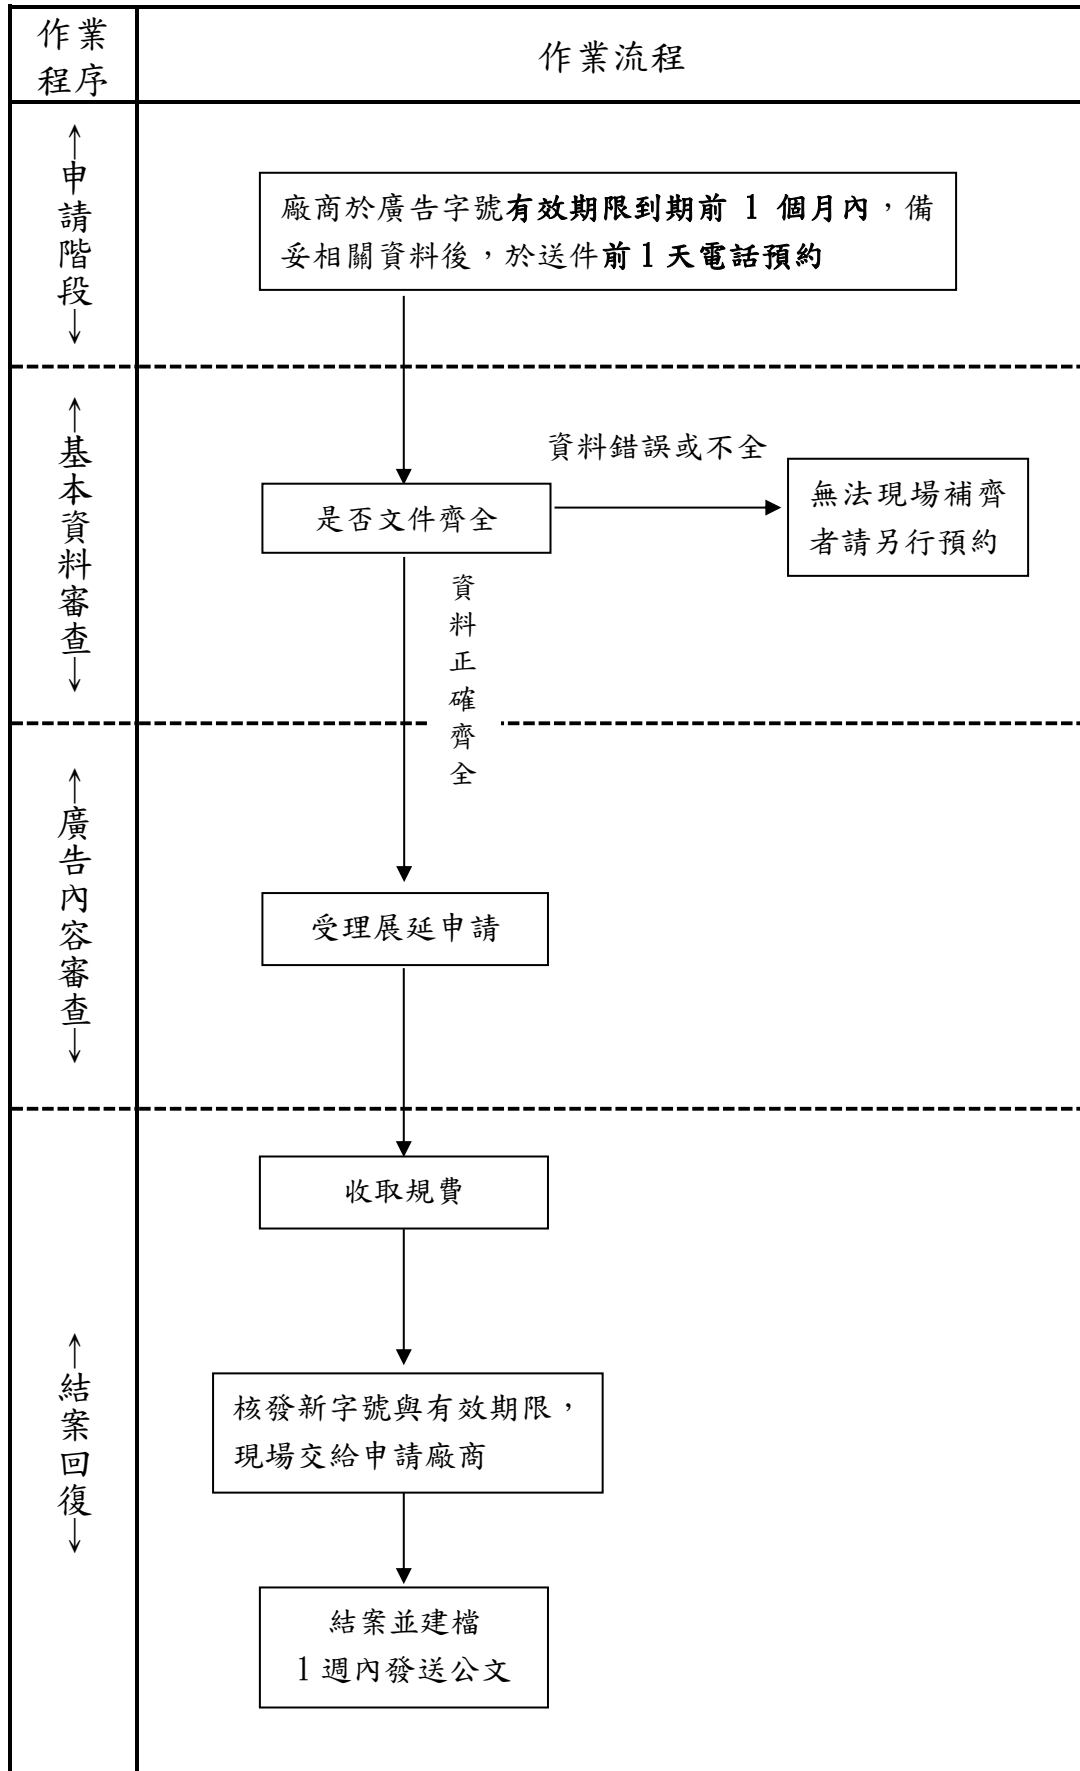 作業
程序
作業流程
↑申請階段↓
廠商於廣告字號有效期限到期前 1 個月內，備
妥相關資料後，於送件前1天電話預約
↑基本資料審查↓
資料錯誤或不全
是否文件齊全
無法現場補齊
者請另行預約
資料正確齊全
↑廣告內容審查↓
受理展延申請
↑結案回復↓
收取規費
核發新字號與有效期限，
現場交給申請廠商
結案並建檔
1週內發送公文